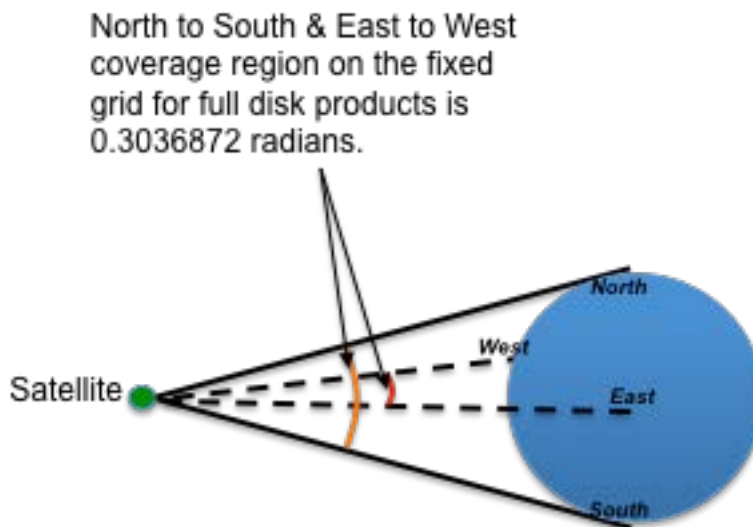 North to South & East to West
coverage region on the fixed
grid for full disk products is
0.3036872 radians.
North
West
Satellite
East
South